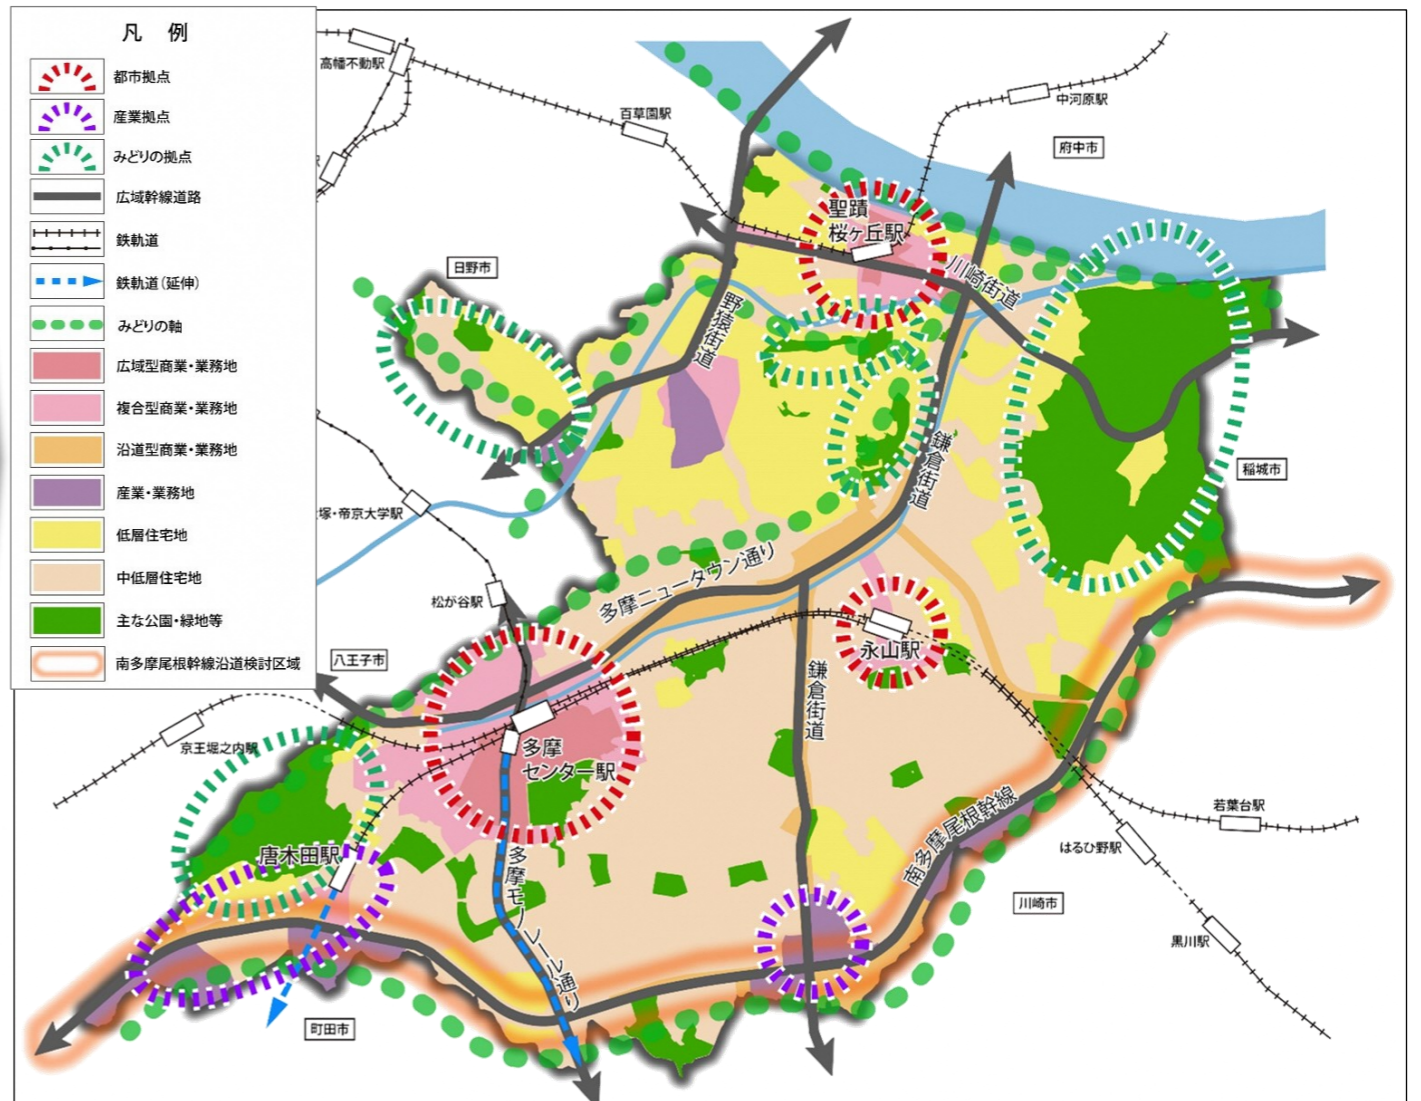 凡 例
都市拠点
産業拠点
みどりの拠点
広域幹線道路
鉄軌道
鉄軌道（延伸）
みどりの軸
広域型商業・業務地
複合型商業・業務地
沿道型商業・業務地
産業・業務地
低層住宅地
中低層住宅地
主な公園・緑地等
南多摩尾根幹線沿道検討区域
高幡不動駅
百草園駅
中河原駅
府中市
聖蹟
桜ヶ丘駅
川崎街道
日野市
野猿街道
鎌倉街道
稲城市
塚・帝京大学駅
多摩ニュータウン通り
松が谷駅
永山駅
八王子市
鎌倉街道
京王堀之内駅
多摩
センター駅
若葉台駅
南多摩尾根幹線
はるひ野駅
唐木田駅
多摩モノレール通り
川崎市
黒川駅
町田市